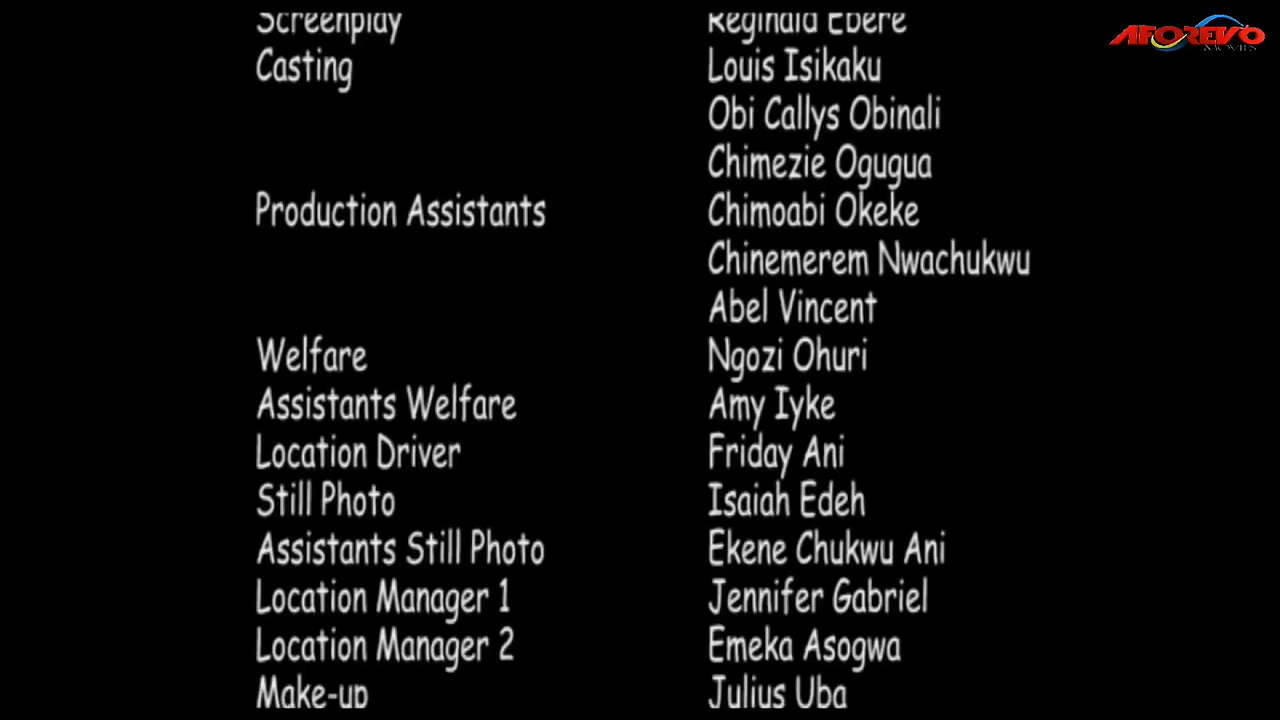 AFOREVO
MOVIES
Screenplay Reginald Ebere
Casting Louis Isikaku
Obi Callys Obinali
Chimezie Ogugua
Production Assistants Chimoabi Okeke
Chinemerem Nwachukwu
Abel Vincent
Welfare Ngozi Ohuri
Assistants Welfare Amy Iyke
Location Driver Friday Ani
Still Photo Isaiah Edeh
Assistants Still Photo Ekene Chukwu Ani
Location Manager 1 Jennifer Gabriel
Location Manager 2 Emeka Asogwa
Make-up Julius Uba